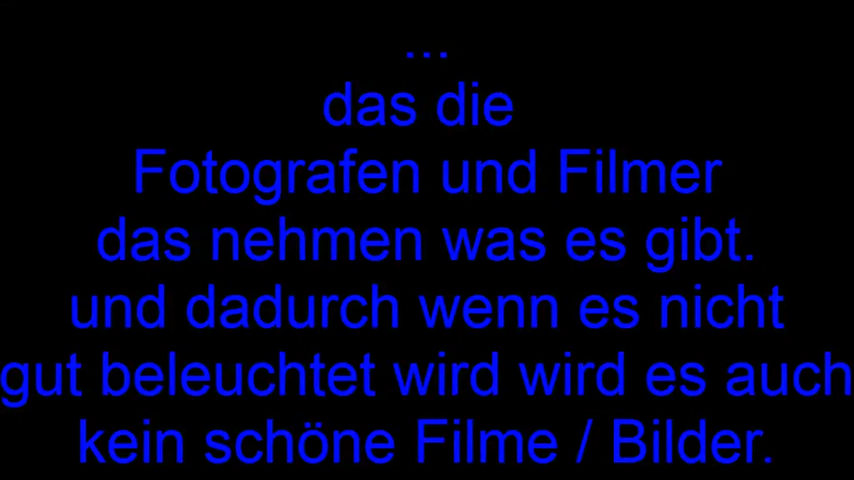 ...
das die
Fotografen und Filmer
das nehmen was es gibt.
und dadurch wenn es nicht
gut beleuchtet wird wird es auch
kein schöne Filme / Bilder.